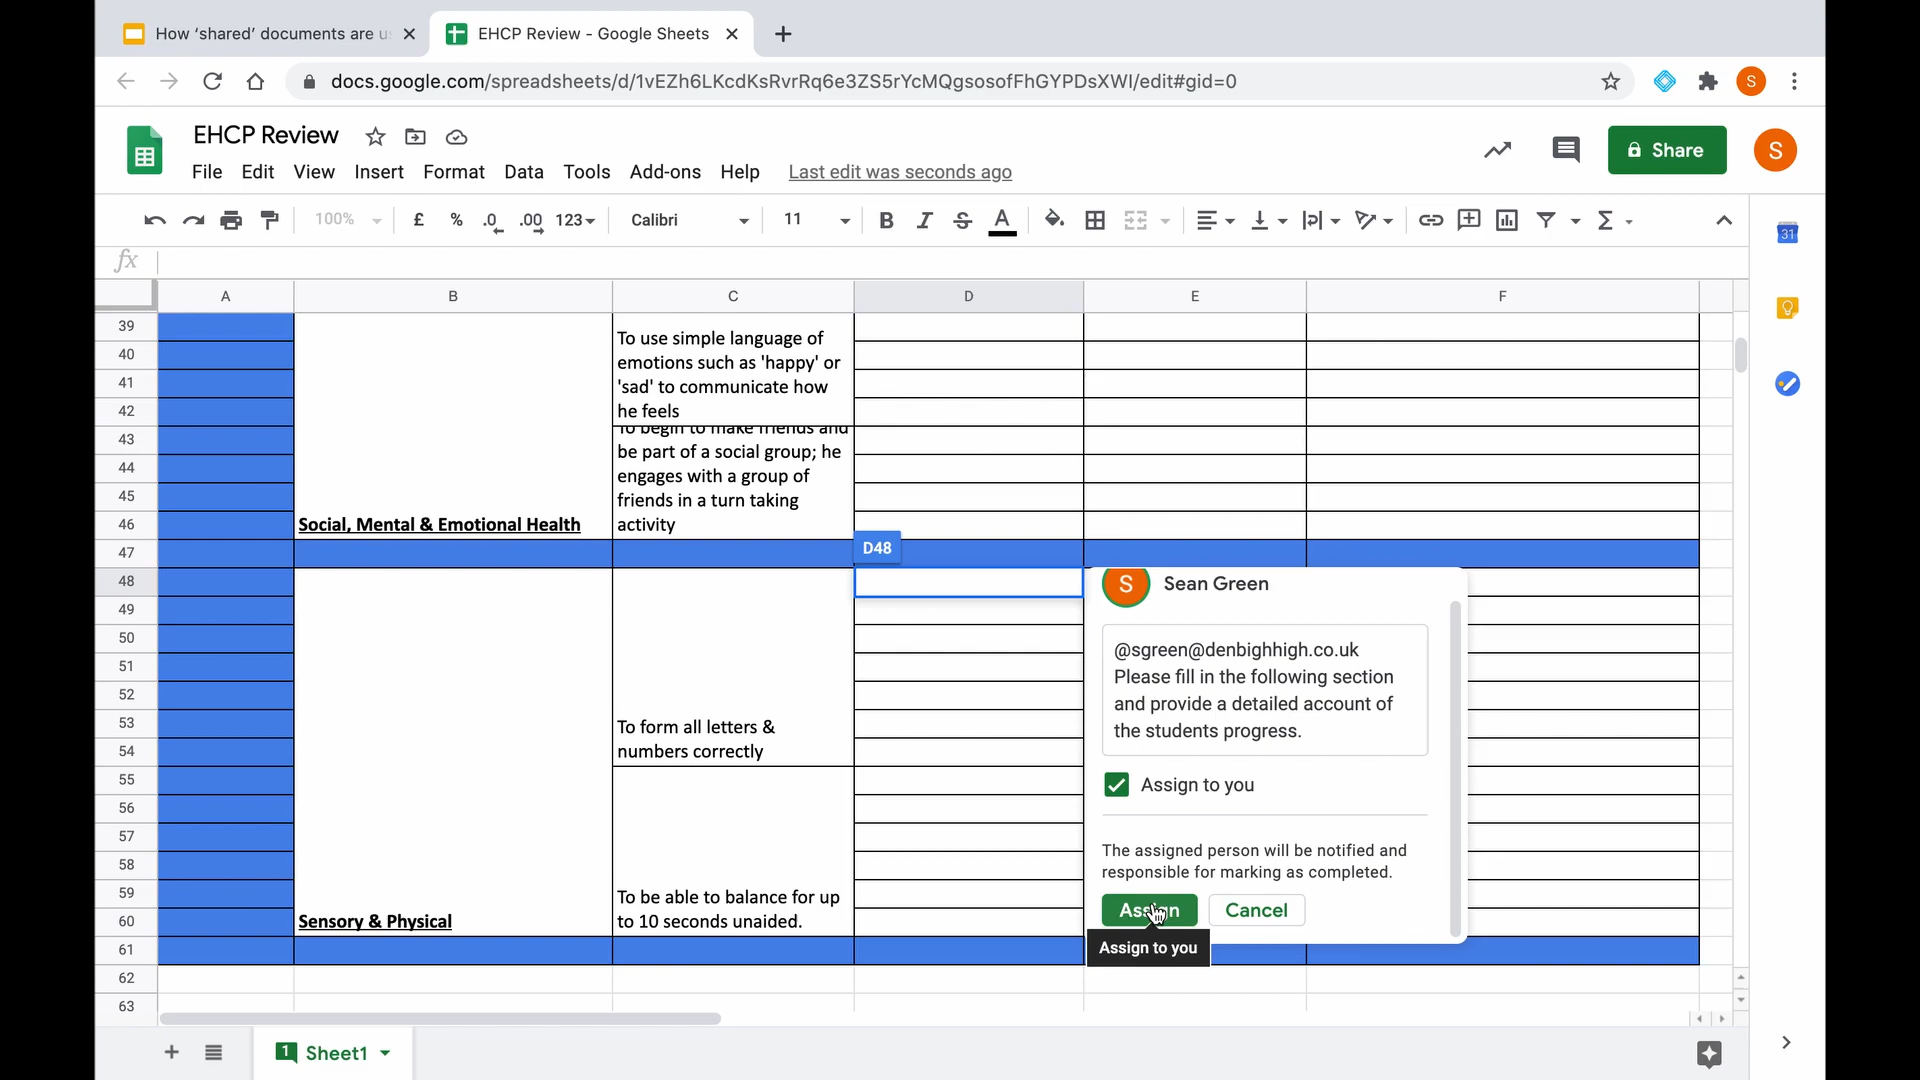 How ‘shared’ documents are u
EHCP Review - Google Sheets
docs.google.com/spreadsheets/d/1vEZh6LKcdKsRvrRq6e3ZS5rYcMQgsosofFhGYPDsXWI/edit#gid=0
S
EHCP Review
File Edit View Insert Format Data Tools Add-ons Help Last edit was seconds ago
Share
S
100% £ % .0 .00 123 Calibri 11 B I S A Σ
31
fx
A B C D E F
39
40
41
42
43
44
45
46
47
48
49
50
51
52
53
54
55
56
57
58
59
60
61
62
63
To use simple language of
emotions such as 'happy' or
'sad' to communicate how
he feels
To begin to make friends and
be part of a social group; he
engages with a group of
friends in a turn taking
activity
Social, Mental & Emotional Health
D48
To form all letters &
numbers correctly
To be able to balance for up
to 10 seconds unaided.
Sensory & Physical
S Sean Green
@sgreen@denbighhigh.co.uk
Please fill in the following section
and provide a detailed account of
the students progress.
Assign to you
The assigned person will be notified and
responsible for marking as completed.
Assign Cancel
Assign to you
1 Sheet1